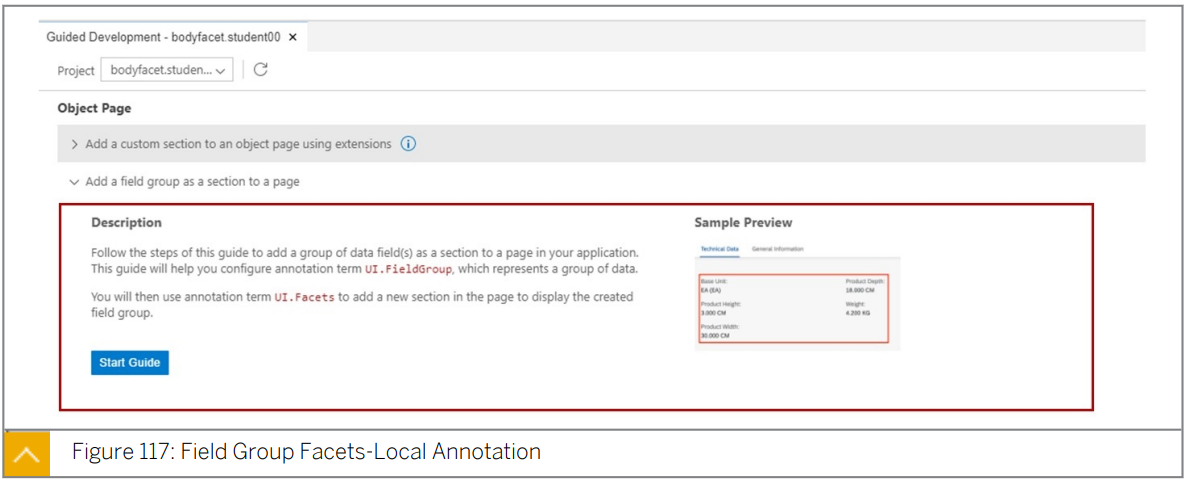 Guided Development - bodyfacet.student00 ×
Project bodyfacet.studen...
Object Page
Add a custom section to an object page using extensions
Add a field group as a section to a page
Description
Follow the steps of this guide to add a group of data field(s) as a section to a page in your application.
This guide will help you configure annotation term UI.FieldGroup, which represents a group of data.
You will then use annotation term UI.Facets to add a new section in the page to display the created
field group.
Start Guide
Sample Preview
Technical Data General Information
Base Unit:
EA (EA)
Product Height:
3.000 CM
Product Width:
30.000 CM
Product Depth:
18.000 CM
Weight:
4.200 KG
Figure 117: Field Group Facets-Local Annotation